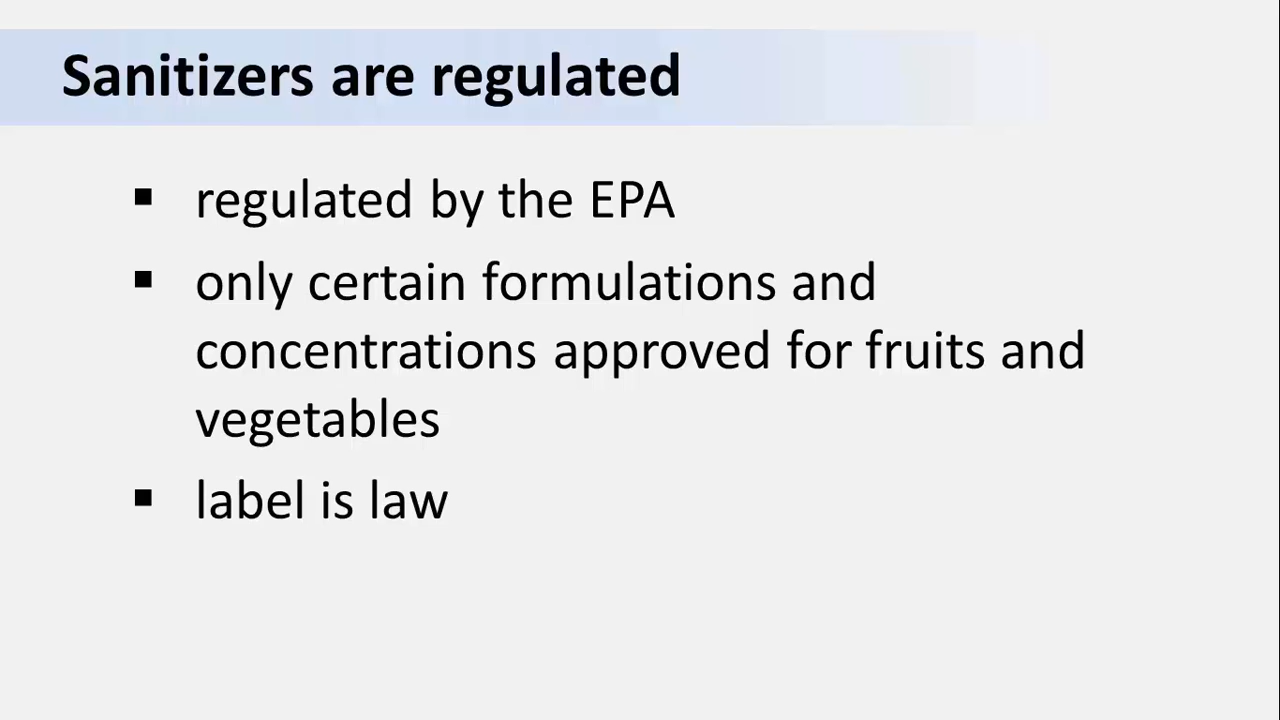 Sanitizers are regulated
▪ regulated by the EPA
▪ only certain formulations and
concentrations approved for fruits and
vegetables
▪ label is law